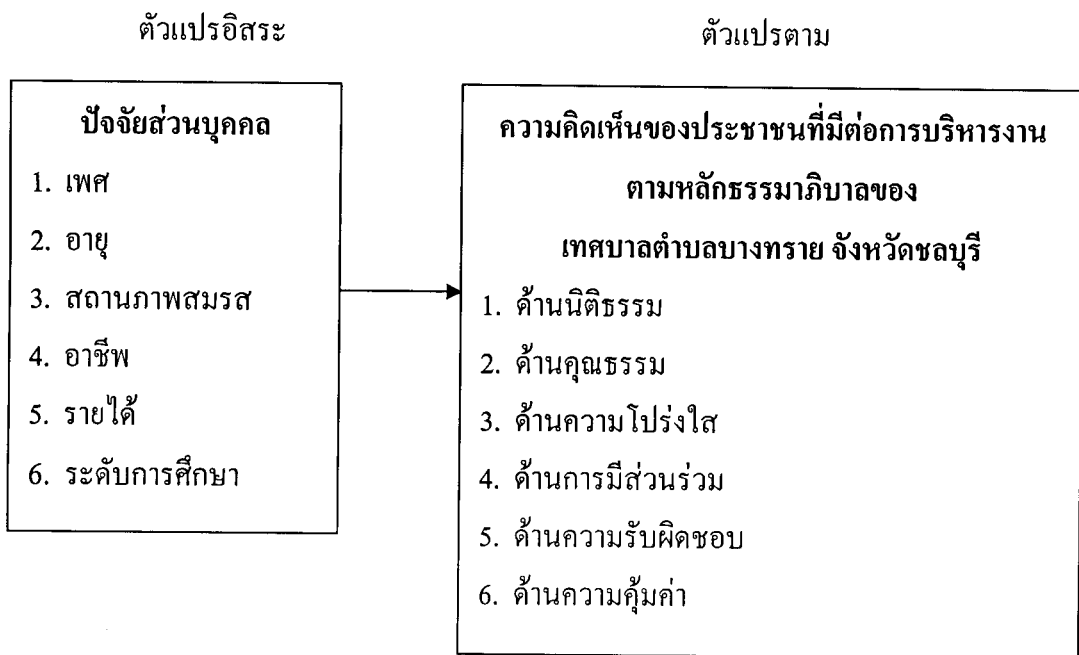 ตัวแปรอิสระ
ตัวแปรตาม
ปัจจัยส่วนบุคคล
1. เพศ
2. อายุ
3. สถานภาพสมรส
4. อาชีพ
5. รายได้
6. ระดับการศึกษา
ความคิดเห็นของประชาชนที่มีต่อการบริหารงาน
ตามหลักธรรมาภิบาลของ
เทศบาลตำบลบางทราย จังหวัดชลบุรี
1. ด้านนิติธรรม
2. ด้านคุณธรรม
3. ด้านความโปร่งใส
4. ด้านการมีส่วนร่วม
5. ด้านความรับผิดชอบ
6. ด้านความคุ้มค่า